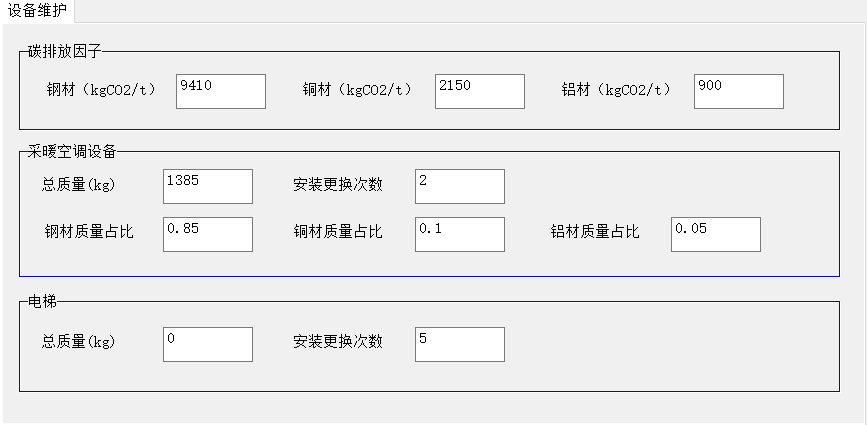 设备维护
碳排放因子
钢材（kgCO2/t） 9410 铜材（kgCO2/t） 2150 铝材（kgCO2/t） 900
采暖空调设备
总质量(kg) 1385 安装更换次数 2
钢材质量占比 0.85 铜材质量占比 0.1 铝材质量占比 0.05
电梯
总质量(kg) 0 安装更换次数 5